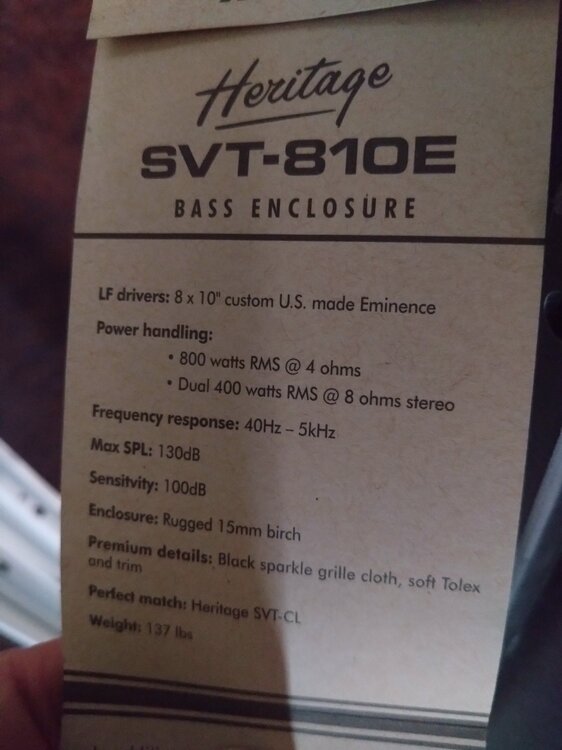 Heritage
SVT-810E
BASS ENCLOSURE
LF drivers: 8 x 10" custom U.S. made Eminence
Power handling:
• 800 watts RMS @ 4 ohms
• Dual 400 watts RMS @ 8 ohms stereo
Frequency response: 40Hz – 5kHz
Max SPL: 130dB
Sensitvity: 100dB
Enclosure: Rugged 15mm birch
Premium details: Black sparkle grille cloth, soft Tolex
and trim
Perfect match: Heritage SVT-CL
Weight: 137 lbs